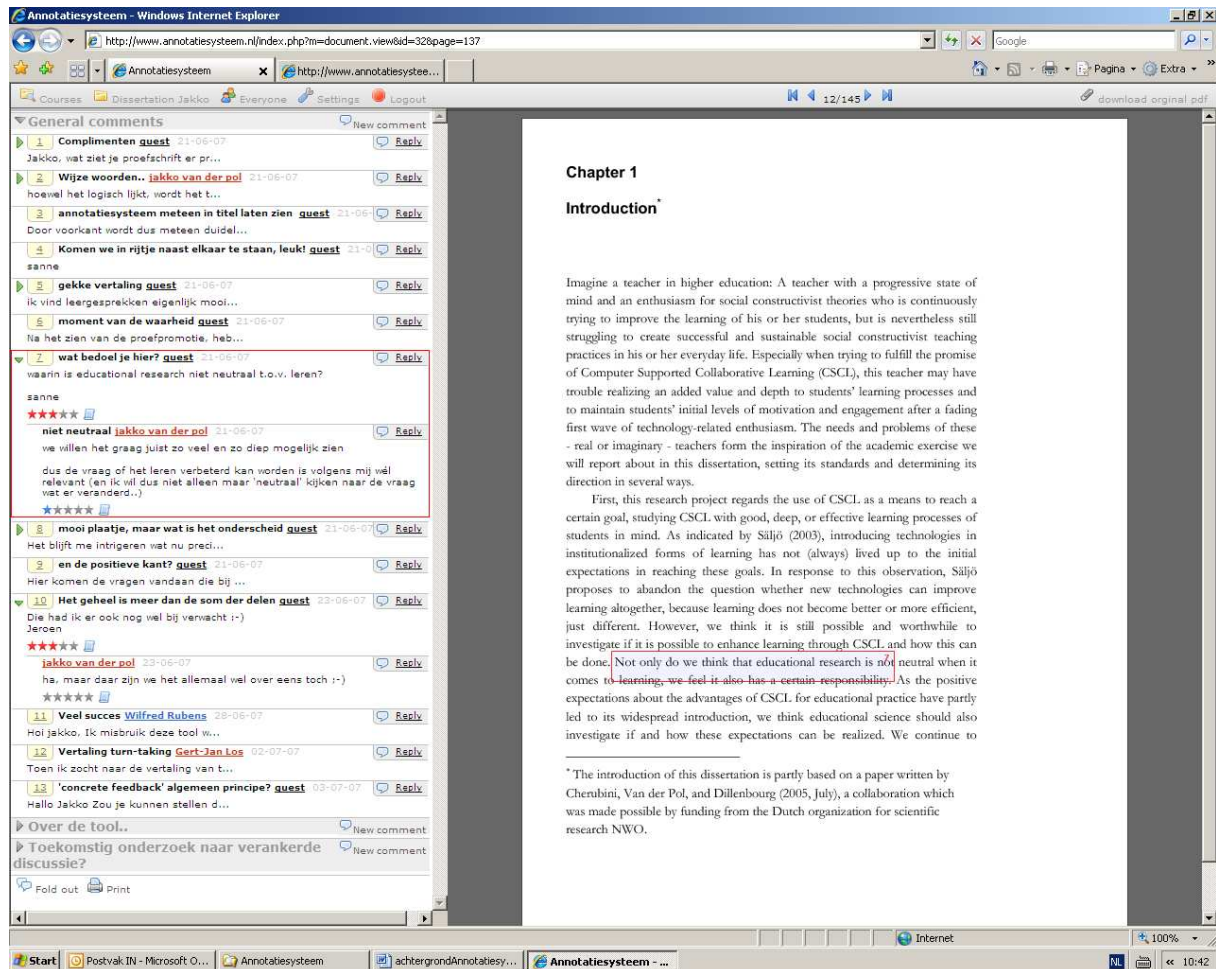 Annotatiesysteem - Windows Internet Explorer
http://www.annotatiesysteem.nl/index.php?m=document.view&id=32&page=137
Google
Annotatiesysteem
http://www.annotatiesystee...
Pagina
Extra
Courses Dissertation Jakko Everyone Settings Logout
12/145
download orginal pdf
General comments
New comment
1 Complimenten guest 21-06-07 Reply
Jakko, wat ziet je proefschrift er pr...
2 Wijze woorden.. jakko van der pol 21-06-07 Reply
hoewel het logisch lijkt, wordt het t...
3 annotatiesysteem meteen in titel laten zien guest 21-06- Reply
Door voorkant wordt dus meteen duidel...
4 Komen we in rijtje naast elkaar te staan, leuk! guest 21-0 Reply
sanne
5 gekke vertaling guest 21-06-07 Reply
ik vind leergesprekken eigenlijk mooi...
6 moment van de waarheid guest 21-06-07 Reply
Na het zien van de proefpromotie, heb...
7 wat bedoel je hier? guest 21-06-07 Reply
waarin is educational research niet neutraal t.o.v. leren?
sanne
niet neutraal jakko van der pol 21-06-07 Reply
we willen het graag juist zo veel en zo diep mogelijk zien
dus de vraag of het leren verbeterd kan worden is volgens mij wél
relevant (en ik wil dus niet alleen maar 'neutraal' kijken naar de vraag
wat er veranderd..)
8 mooi plaatje, maar wat is het onderscheid guest 21-06-07 Reply
Het blijft me intrigeren wat nu preci...
9 en de positieve kant? guest 21-06-07 Reply
Hier komen de vragen vandaan die bij ...
10 Het geheel is meer dan de som der delen guest 23-06-07 Reply
Die had ik er ook nog wel bij verwacht :-)
Jeroen
jakko van der pol 23-06-07 Reply
ha, maar daar zijn we het allemaal wel over eens toch :-)
11 Veel succes Wilfred Rubens 28-06-07 Reply
Hoi jakko, Ik misbruik deze tool w...
12 Vertaling turn-taking Gert-Jan Los 02-07-07 Reply
Toen ik zocht naar de vertaling van t...
13 'concrete feedback' algemeen principe? guest 03-07-07 Reply
Hallo Jakko Zou je kunnen stellen d...
Over de tool..
New comment
Toekomstig onderzoek naar verankerde
discussie?
New comment
Fold out Print
Chapter 1
Introduction*
Imagine a teacher in higher education: A teacher with a progressive state of
mind and an enthusiasm for social constructivist theories who is continuously
trying to improve the learning of his or her students, but is nevertheless still
struggling to create successful and sustainable social constructivist teaching
practices in his or her everyday life. Especially when trying to fulfill the promise
of Computer Supported Collaborative Learning (CSCL), this teacher may have
trouble realizing an added value and depth to students' learning processes and
to maintain students' initial levels of motivation and engagement after a fading
first wave of technology-related enthusiasm. The needs and problems of these
- real or imaginary - teachers form the inspiration of the academic exercise we
will report about in this dissertation, setting its standards and determining its
direction in several ways.
First, this research project regards the use of CSCL as a means to reach a
certain goal, studying CSCL with good, deep, or effective learning processes of
students in mind. As indicated by Säljö (2003), introducing technologies in
institutionalized forms of learning has not (always) lived up to the initial
expectations in reaching these goals. In response to this observation, Säljö
proposes to abandon the question whether new technologies can improve
learning altogether, because learning does not become better or more efficient,
just different. However, we think it is still possible and worthwhile to
investigate if it is possible to enhance learning through CSCL and how this can
be done. Not only do we think that educational research is not neutral when it
7
comes to learning, we feel it also has a certain responsibility. As the positive
expectations about the advantages of CSCL for educational practice have partly
led to its widespread introduction, we think educational science should also
investigate if and how these expectations can be realized. We continue to
* The introduction of this dissertation is partly based on a paper written by
Cherubini, Van der Pol, and Dillenbourg (2005, July), a collaboration which
was made possible by funding from the Dutch organization for scientific
research NWO.
Internet
100%
Start
Postvak IN - Microsoft O...
Annotatiesysteem
achtergrondAnnotatiesy...
Annotatiesysteem - ...
NL
10:42